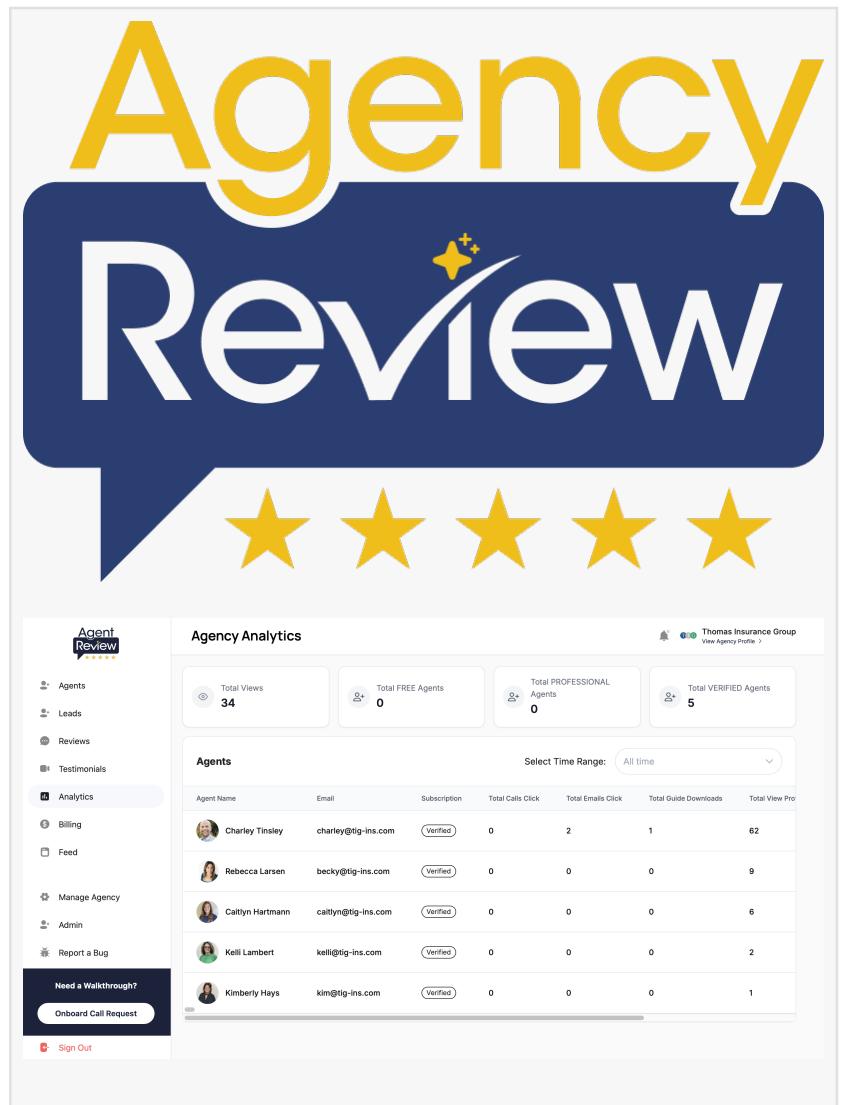 Agency
Review
Agent
Review
Agents
Leads
Reviews
Testimonials
Analytics
Billing
Feed
Manage Agency
Admin
Report a Bug
Need a Walkthrough?
Onboard Call Request
Sign Out
Agency Analytics
Thomas Insurance Group
View Agency Profile >
Total Views
34
Total FREE Agents
0
Total PROFESSIONAL
Agents
0
Total VERIFIED Agents
5
Agents
Select Time Range: All time
Agent Name Email Subscription Total Calls Click Total Emails Click Total Guide Downloads Total View Pro
Charley Tinsley charley@tig-ins.com Verified 0 2 1 62
Rebecca Larsen becky@tig-ins.com Verified 0 0 0 9
Caitlyn Hartmann caitlyn@tig-ins.com Verified 0 0 0 6
Kelli Lambert kelli@tig-ins.com Verified 0 0 0 2
Kimberly Hays kim@tig-ins.com Verified 0 0 0 1